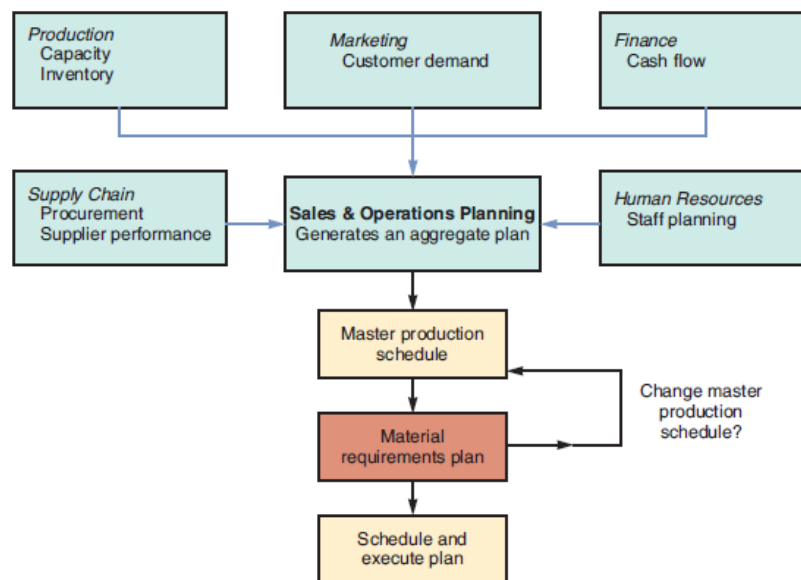 Production
Capacity
Inventory
Marketing
Customer demand
Finance
Cash flow
Supply Chain
Procurement
Supplier performance
Sales & Operations Planning
Generates an aggregate plan
Human Resources
Staff planning
Master production
schedule
Change master
production
schedule?
Material
requirements plan
Schedule and
execute plan